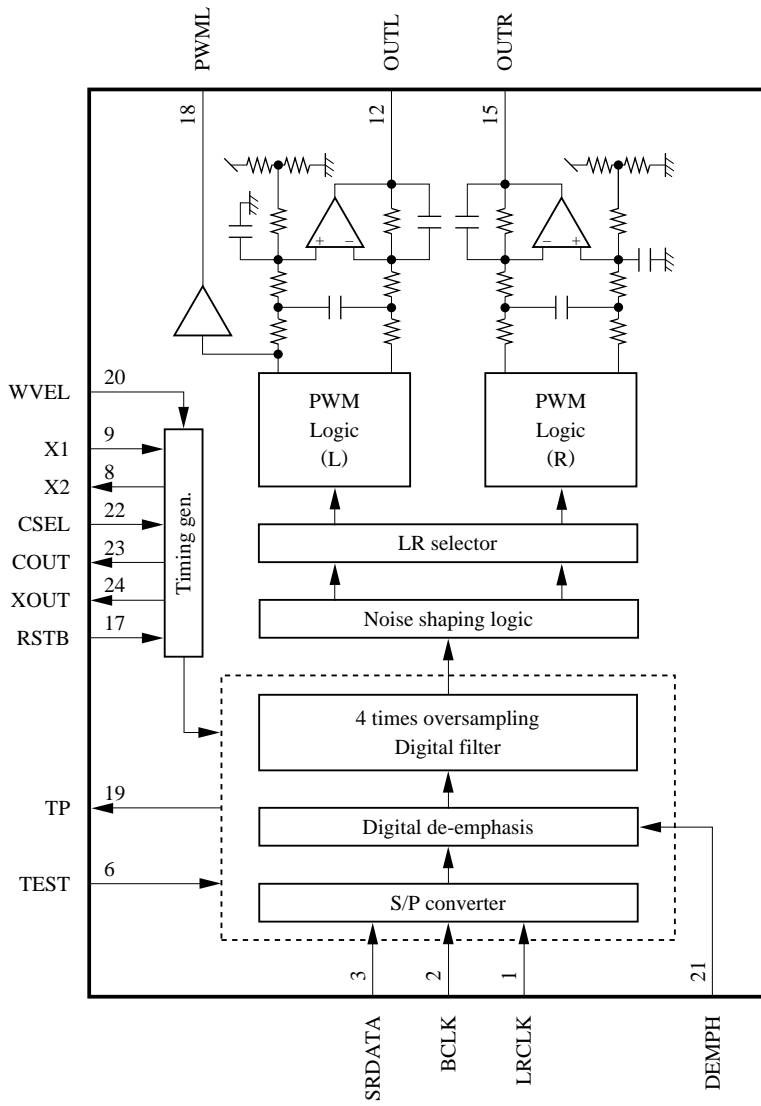 PWML
OUTL
OUTR
18
12
15
+
−
−
+
WVEL
20
X1
9
X2
8
CSEL
22
COUT
23
XOUT
24
RSTB
17
Timing gen.
PWM
Logic
(L)
PWM
Logic
(R)
LR selector
Noise shaping logic
4 times oversampling
Digital filter
TP
19
Digital de-emphasis
TEST
6
S/P converter
3
2
1
21
SRDATA
BCLK
LRCLK
DEMPH